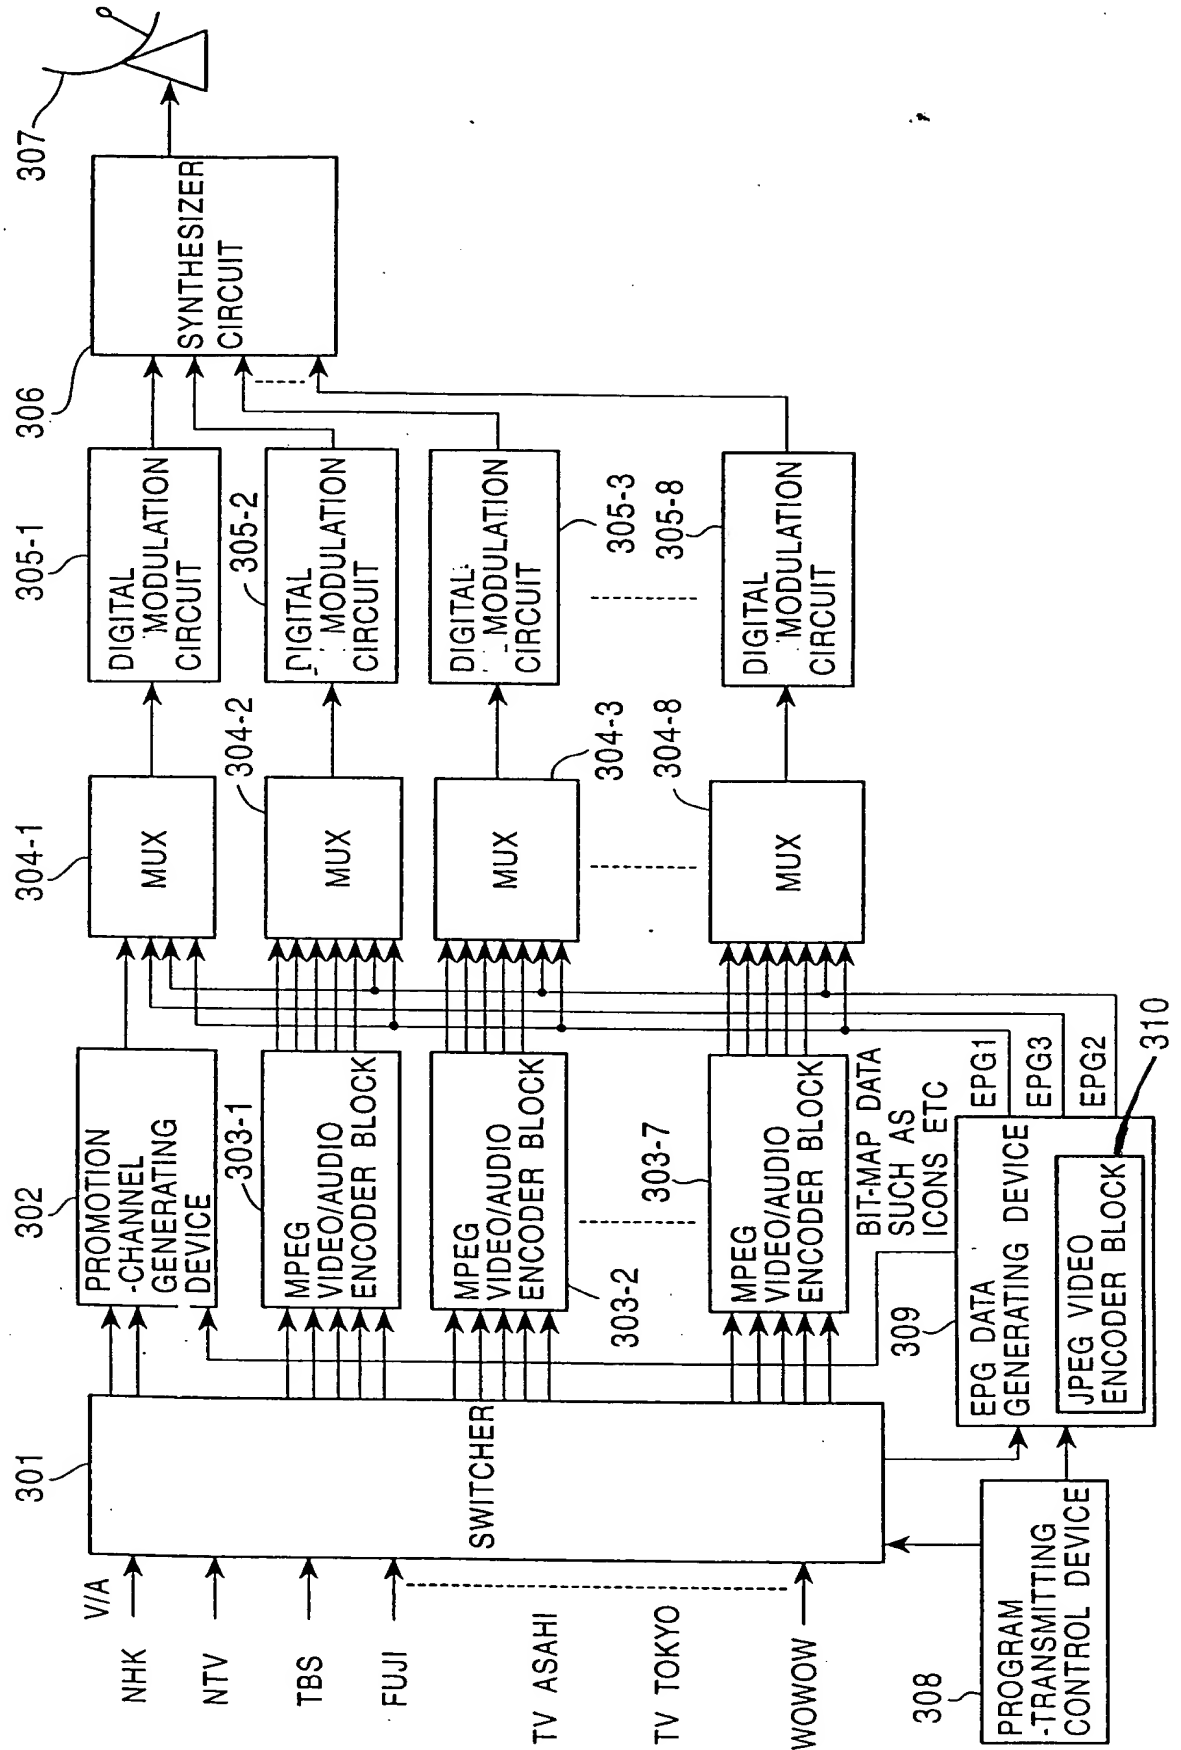 V/A
NHK
NTV
TBS
FUJI
TV ASAHI
TV TOKYO
WOWOW
301
SWITCHER
308
PROGRAM
-TRANSMITTING
CONTROL DEVICE
302
PROMOTION
-CHANNEL
GENERATING
DEVICE
303-1
MPEG
VIDEO/AUDIO
ENCODER BLOCK
MPEG
VIDEO/AUDIO
ENCODER BLOCK
303-2
303-7
MPEG
VIDEO/AUDIO
ENCODER BLOCK
BIT-MAP DATA
SUCH AS
ICONS ETC
309
EPG DATA
GENERATING DEVICE
JPEG VIDEO
ENCODER BLOCK
310
EPG1
EPG3
EPG2
304-1
MUX
304-2
MUX
304-3
MUX
304-8
MUX
305-1
DIGITAL
MODULATION
CIRCUIT
305-2
DIGITAL
MODULATION
CIRCUIT
305-3
DIGITAL
MODULATION
CIRCUIT
305-8
DIGITAL
MODULATION
CIRCUIT
306
SYNTHESIZER
CIRCUIT
307